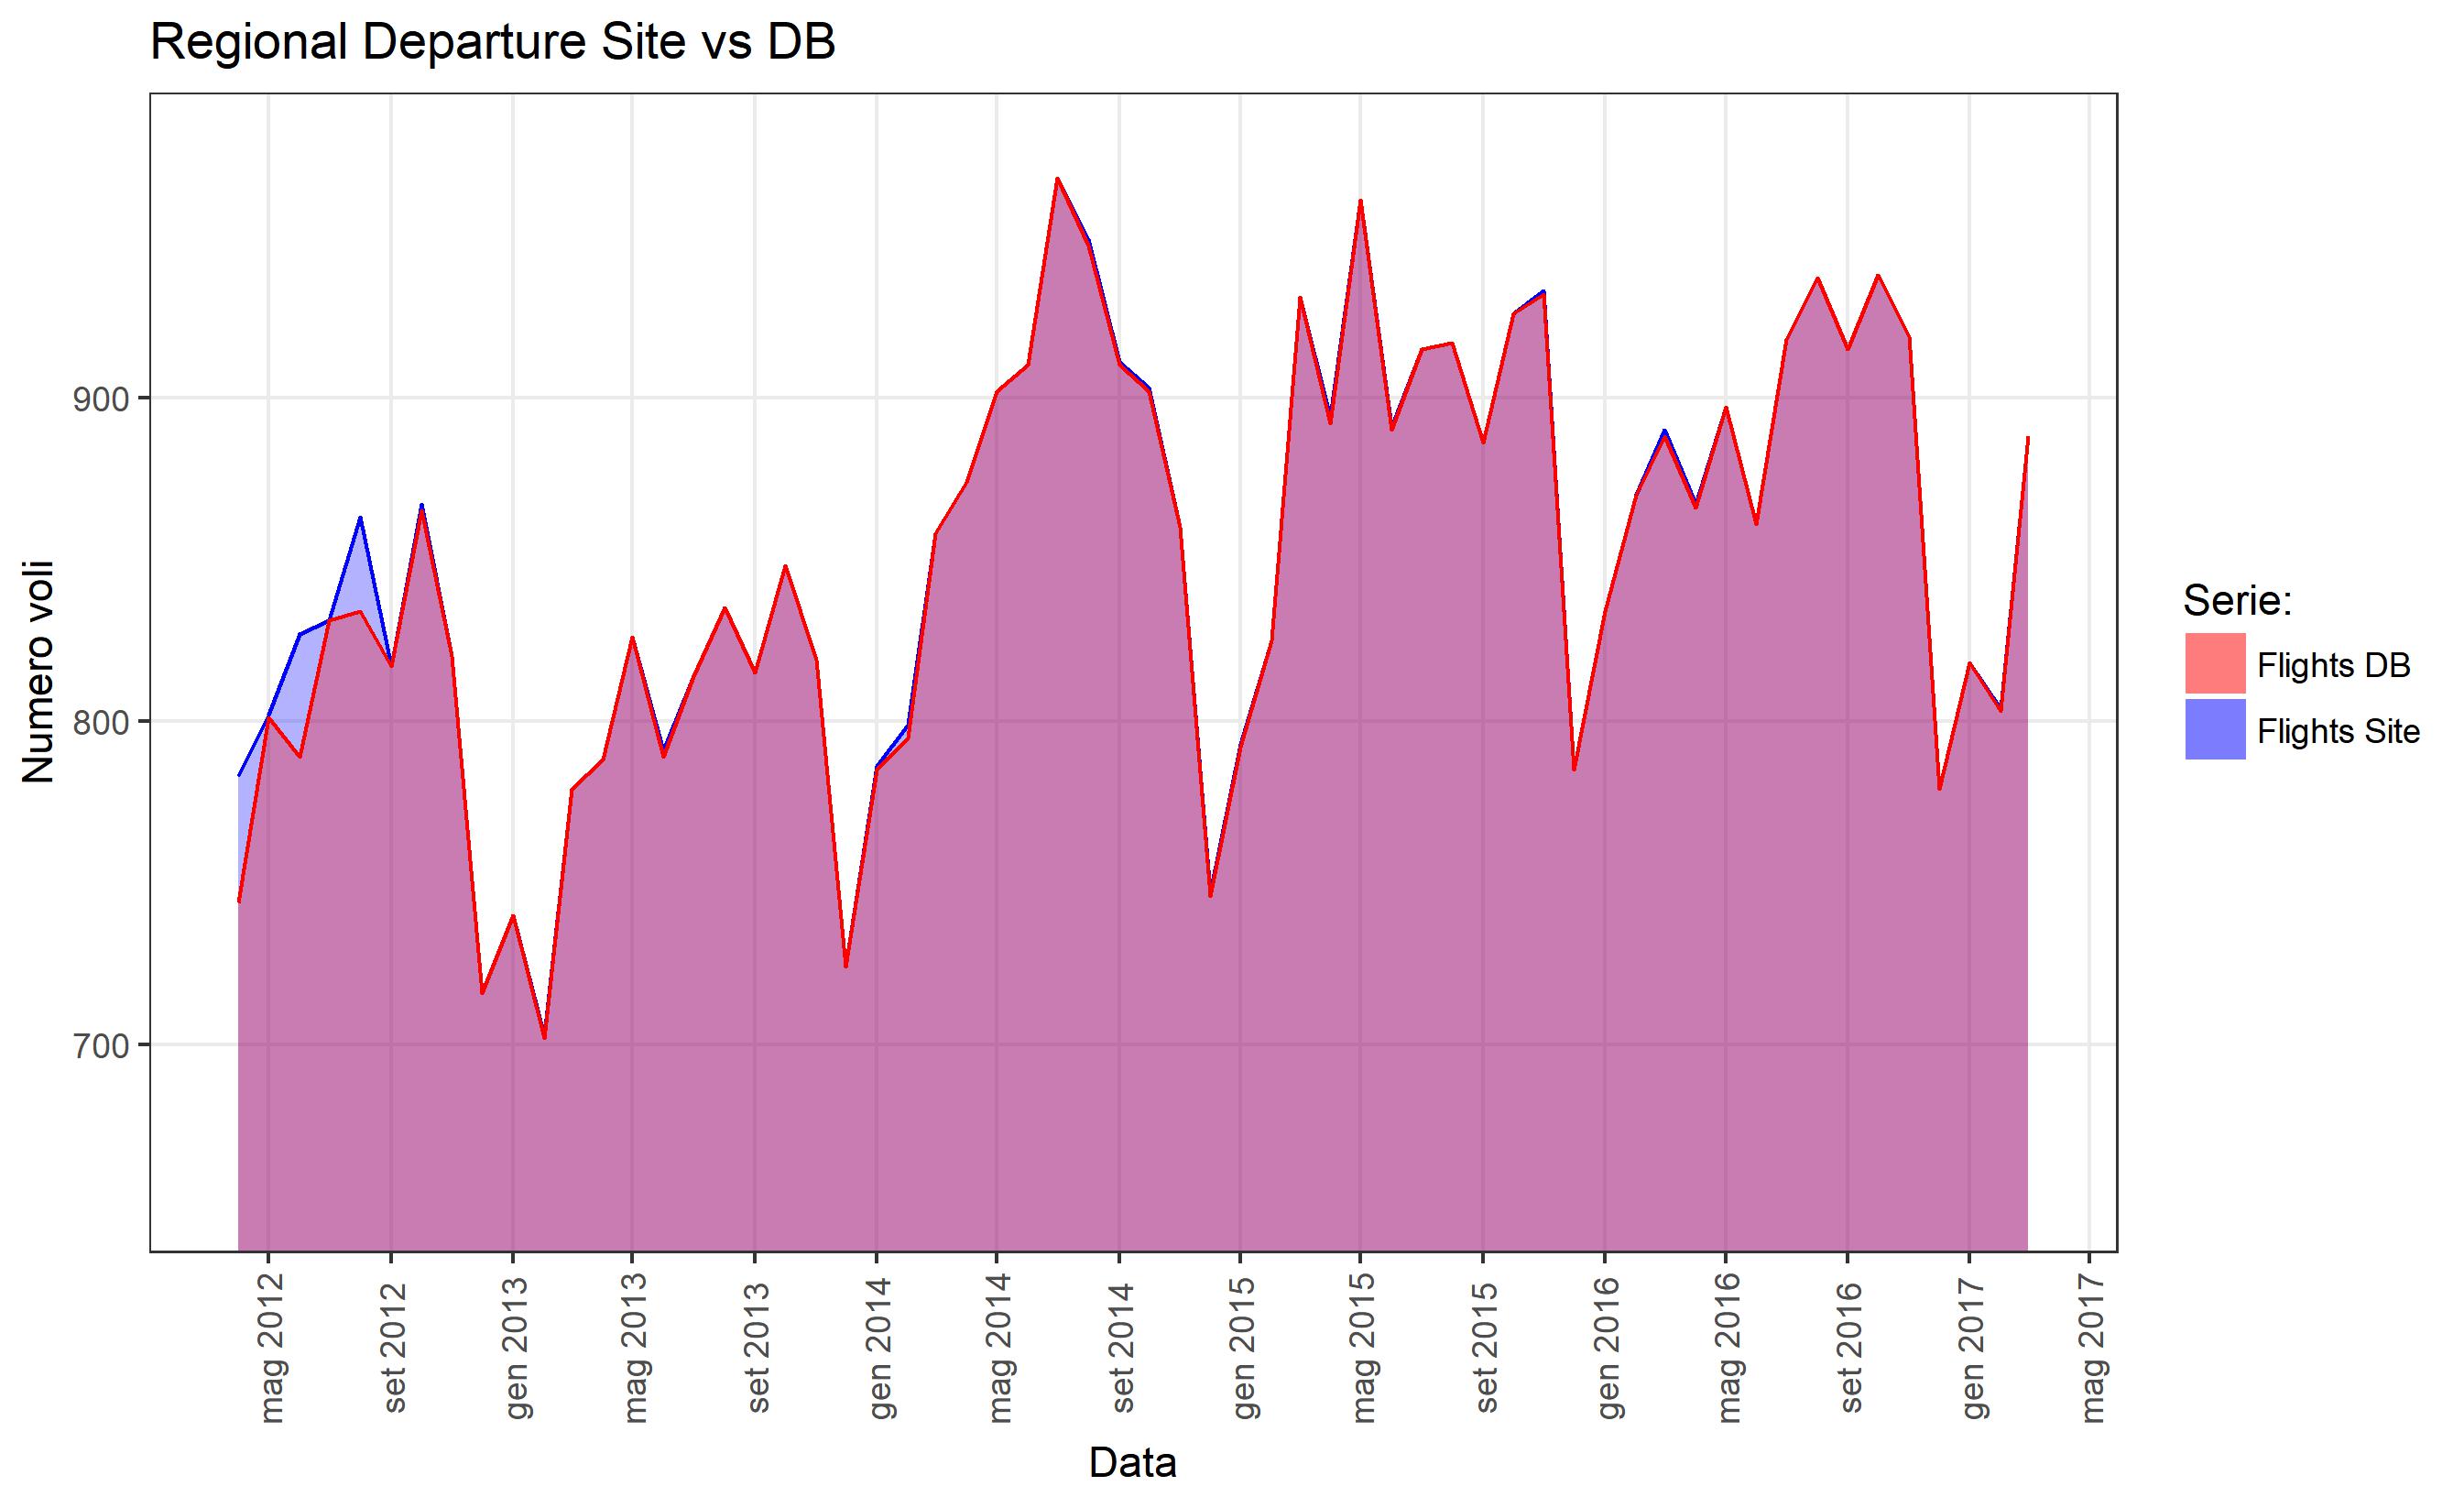 Regional Departure Site vs DB
Numero voli
900
800
700
mag 2012
set 2012
gen 2013
mag 2013
set 2013
gen 2014
mag 2014
set 2014
gen 2015
mag 2015
set 2015
gen 2016
mag 2016
set 2016
gen 2017
mag 2017
Data
Serie:
Flights DB
Flights Site